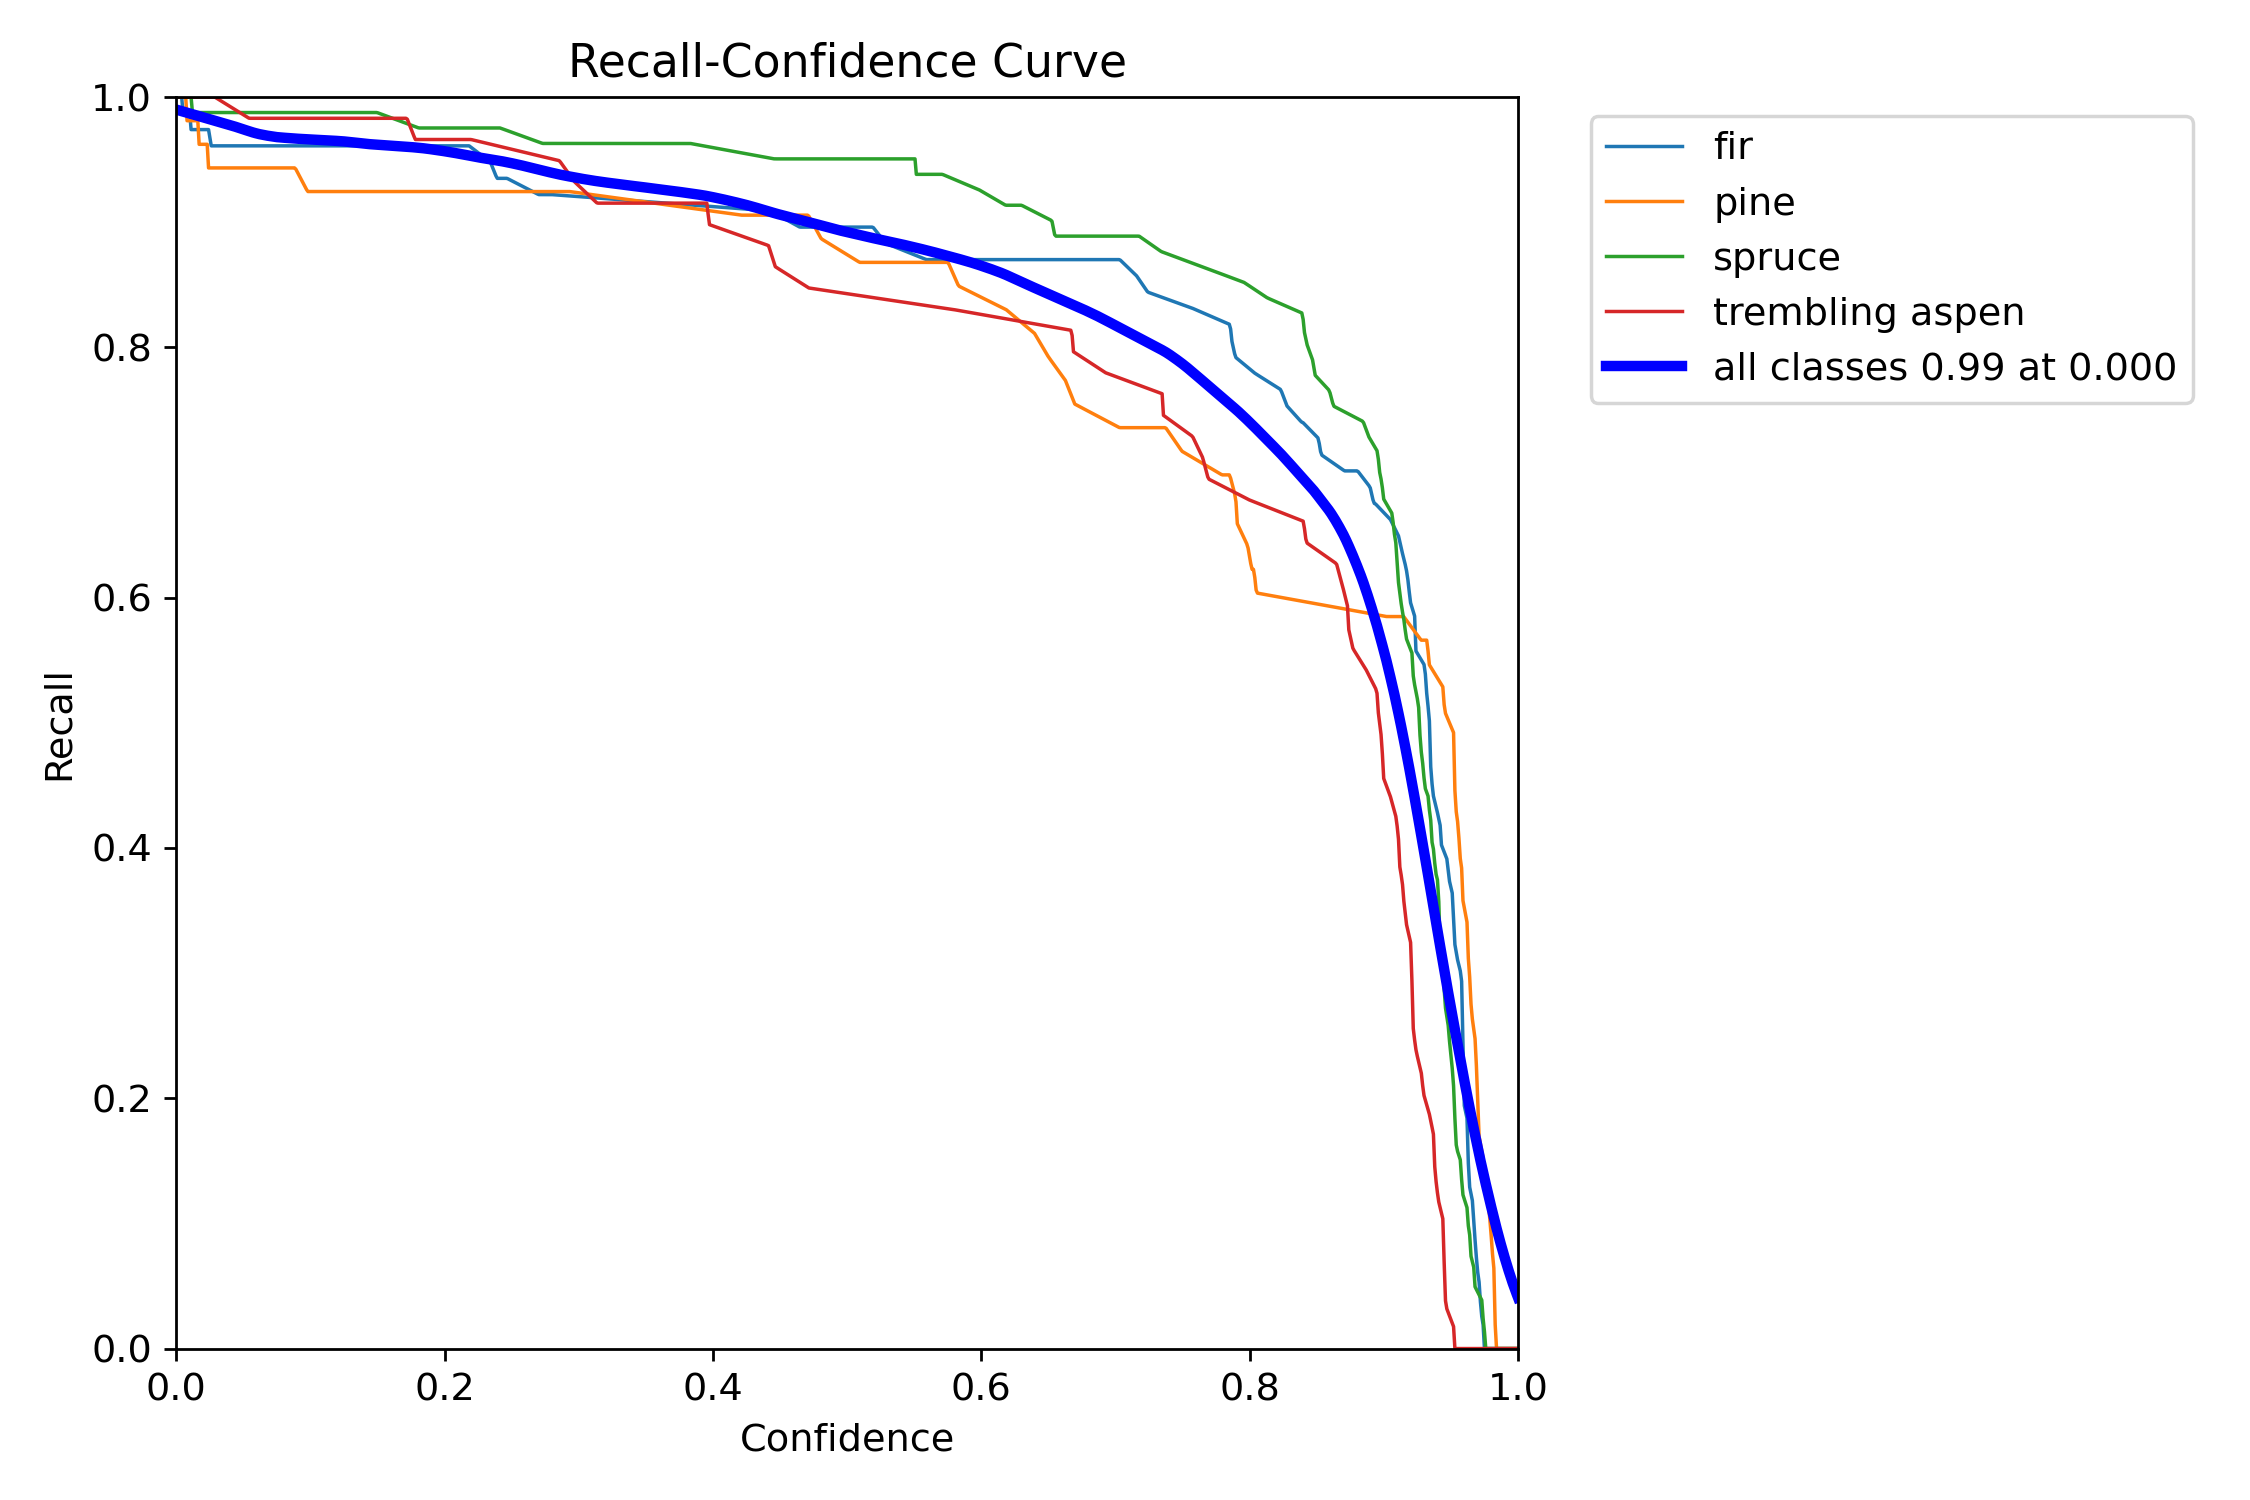 Recall-Confidence Curve
1.0
0.8
0.6
0.4
0.2
0.0
Recall
0.0 0.2 0.4 0.6 0.8 1.0
Confidence
fir
pine
spruce
trembling aspen
all classes 0.99 at 0.000